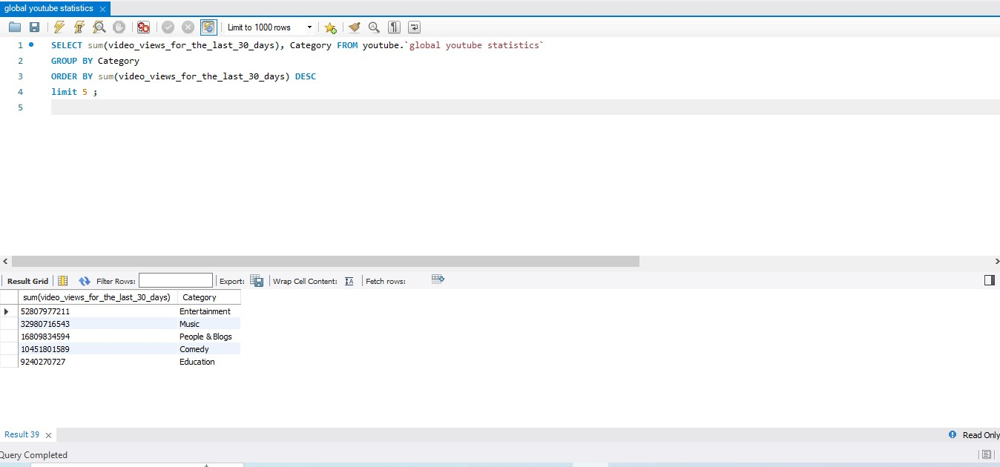 global youtube statistics
Limit to 1000 rows
1 SELECT sum(video_views_for_the_last_30_days), Category FROM youtube.`global youtube statistics`
2 GROUP BY Category
3 ORDER BY sum(video_views_for_the_last_30_days) DESC
4 limit 5 ;
5
Result Grid Filter Rows: Export: Wrap Cell Content: Fetch rows:
sum(video_views_for_the_last_30_days) Category
52807977211 Entertainment
32980716543 Music
16809834594 People & Blogs
10451801589 Comedy
9240270727 Education
Result 39 Read Only
Query Completed